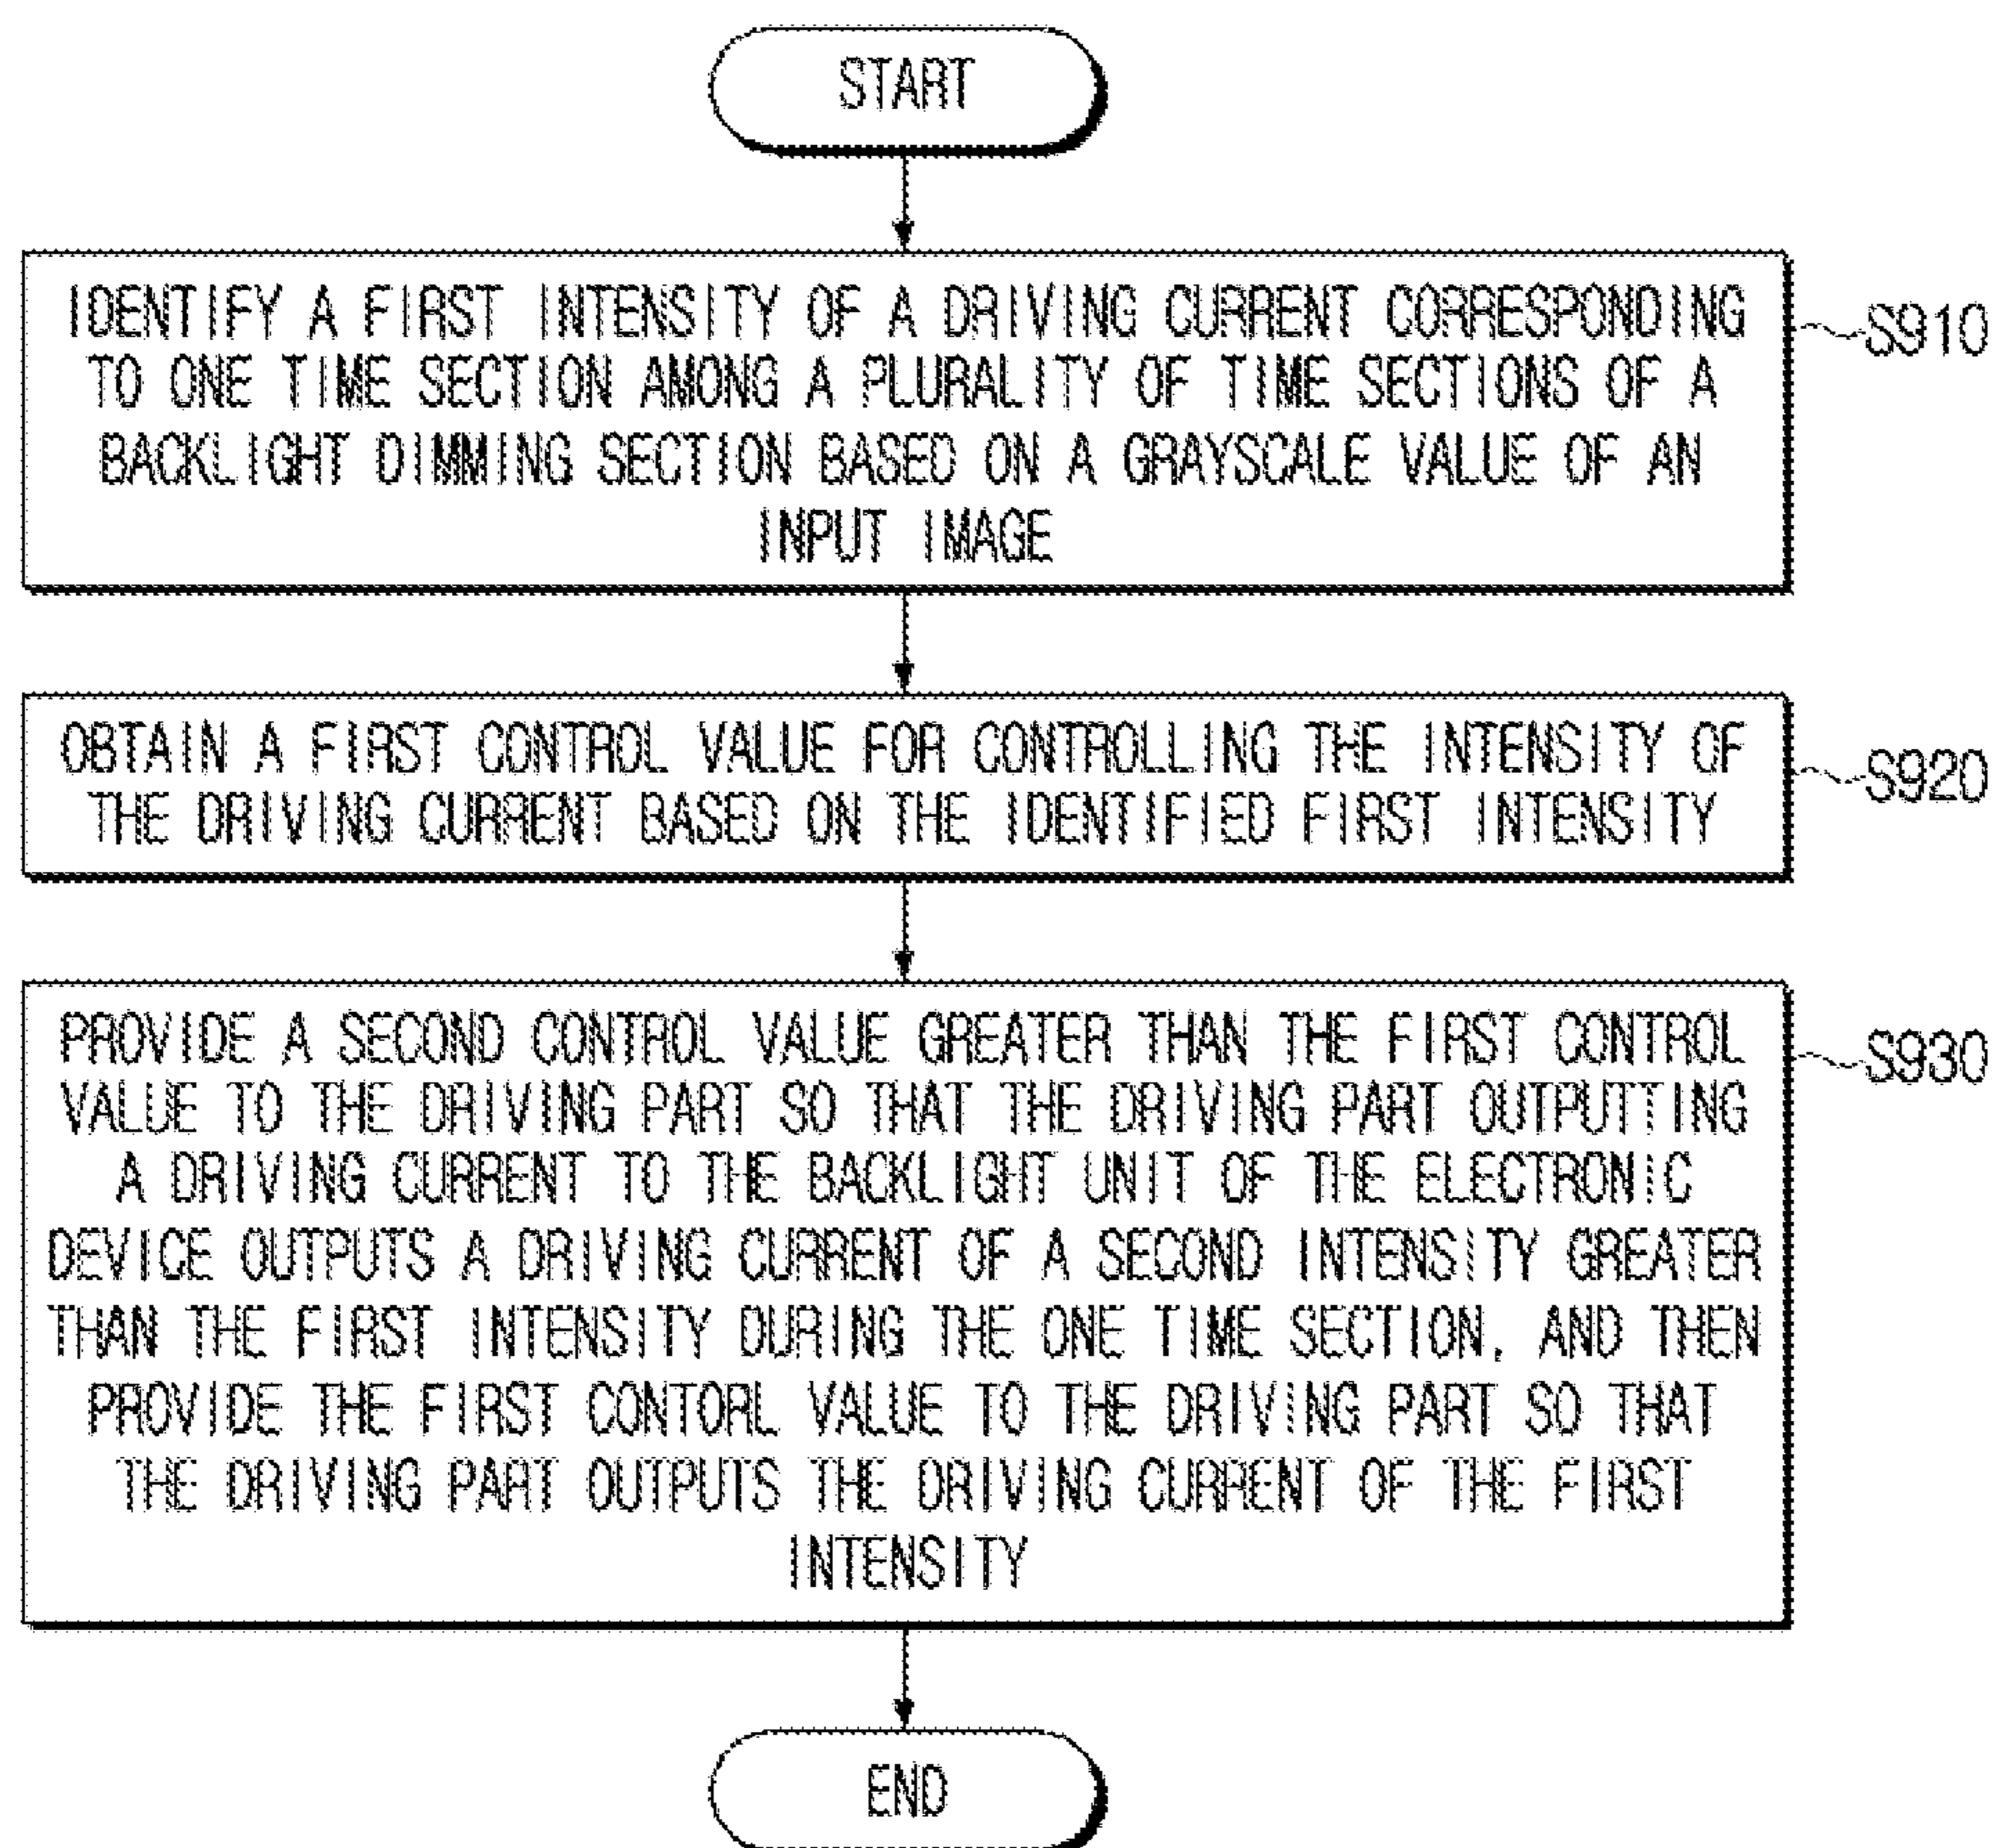 START
IDENTIFY A FIRST INTENSITY OF A DRIVING CURRENT CORRESPONDING
TO ONE TIME SECTION AMONG A PLURALITY OF TIME SECTIONS OF A
BACKLIGHT DIMMING SECTION BASED ON A GRAYSCALE VALUE OF AN
INPUT IMAGE
S910
OBTAIN A FIRST CONTROL VALUE FOR CONTROLLING THE INTENSITY OF
THE DRIVING CURRENT BASED ON THE IDENTIFIED FIRST INTENSITY
S920
PROVIDE A SECOND CONTROL VALUE GREATER THAN THE FIRST CONTROL
VALUE TO THE DRIVING PART SO THAT THE DRIVING PART OUTPUTTING
A DRIVING CURRENT TO THE BACKLIGHT UNIT OF THE ELECTRONIC
DEVICE OUTPUTS A DRIVING CURRENT OF A SECOND INTENSITY GREATER
THAN THE FIRST INTENSITY DURING THE ONE TIME SECTION, AND THEN
PROVIDE THE FIRST CONTORL VALUE TO THE DRIVING PART SO THAT
THE DRIVING PART OUTPUTS THE DRIVING CURRENT OF THE FIRST
INTENSITY
S930
END